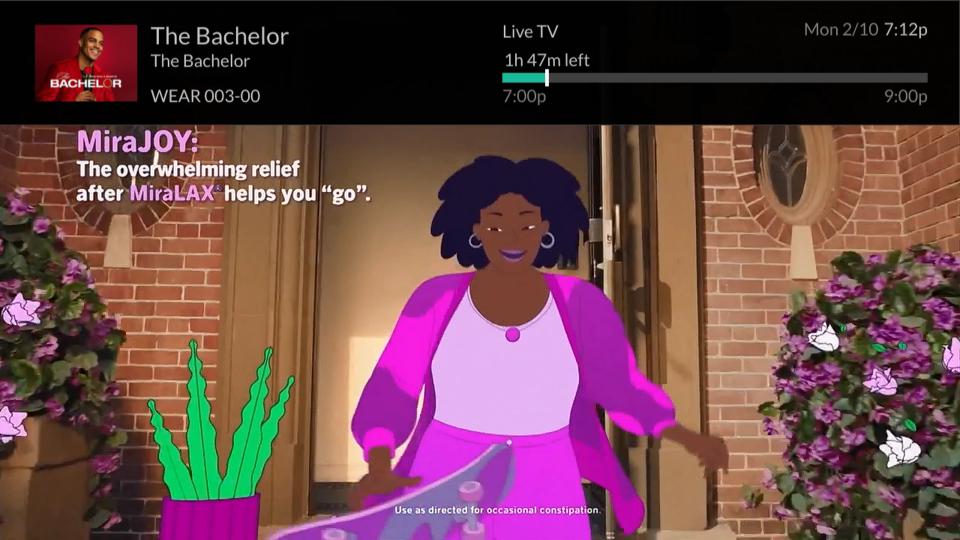 The Bachelor
The Bachelor
WEAR 003-00
BACHELOR
Live TV
1h 47m left
7:00p
9:00p
Mon 2/10 7:12p
MiraJOY:
The overwhelming relief
after MiraLAX® helps you “go”.
Use as directed for occasional constipation.